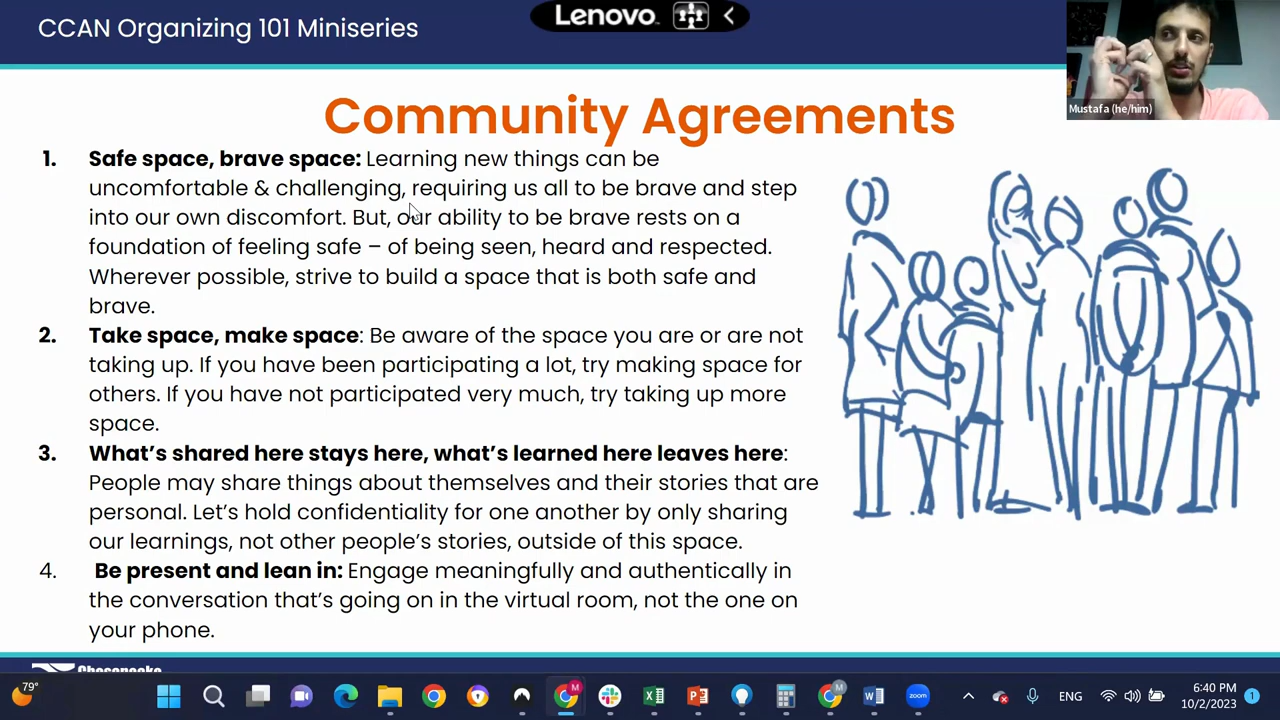 CCAN Organizing 101 Miniseries
Lenovo
Mustafa (he/him)
Community Agreements
1. Safe space, brave space: Learning new things can be
uncomfortable & challenging, requiring us all to be brave and step
into our own discomfort. But, our ability to be brave rests on a
foundation of feeling safe – of being seen, heard and respected.
Wherever possible, strive to build a space that is both safe and
brave.
2. Take space, make space: Be aware of the space you are or are not
taking up. If you have been participating a lot, try making space for
others. If you have not participated very much, try taking up more
space.
3. What's shared here stays here, what's learned here leaves here:
People may share things about themselves and their stories that are
personal. Let's hold confidentiality for one another by only sharing
our learnings, not other people's stories, outside of this space.
4. Be present and lean in: Engage meaningfully and authentically in
the conversation that's going on in the virtual room, not the one on
your phone.
Chesapeake
79°
M
M
zoom
ENG
6:40 PM
10/2/2023
1